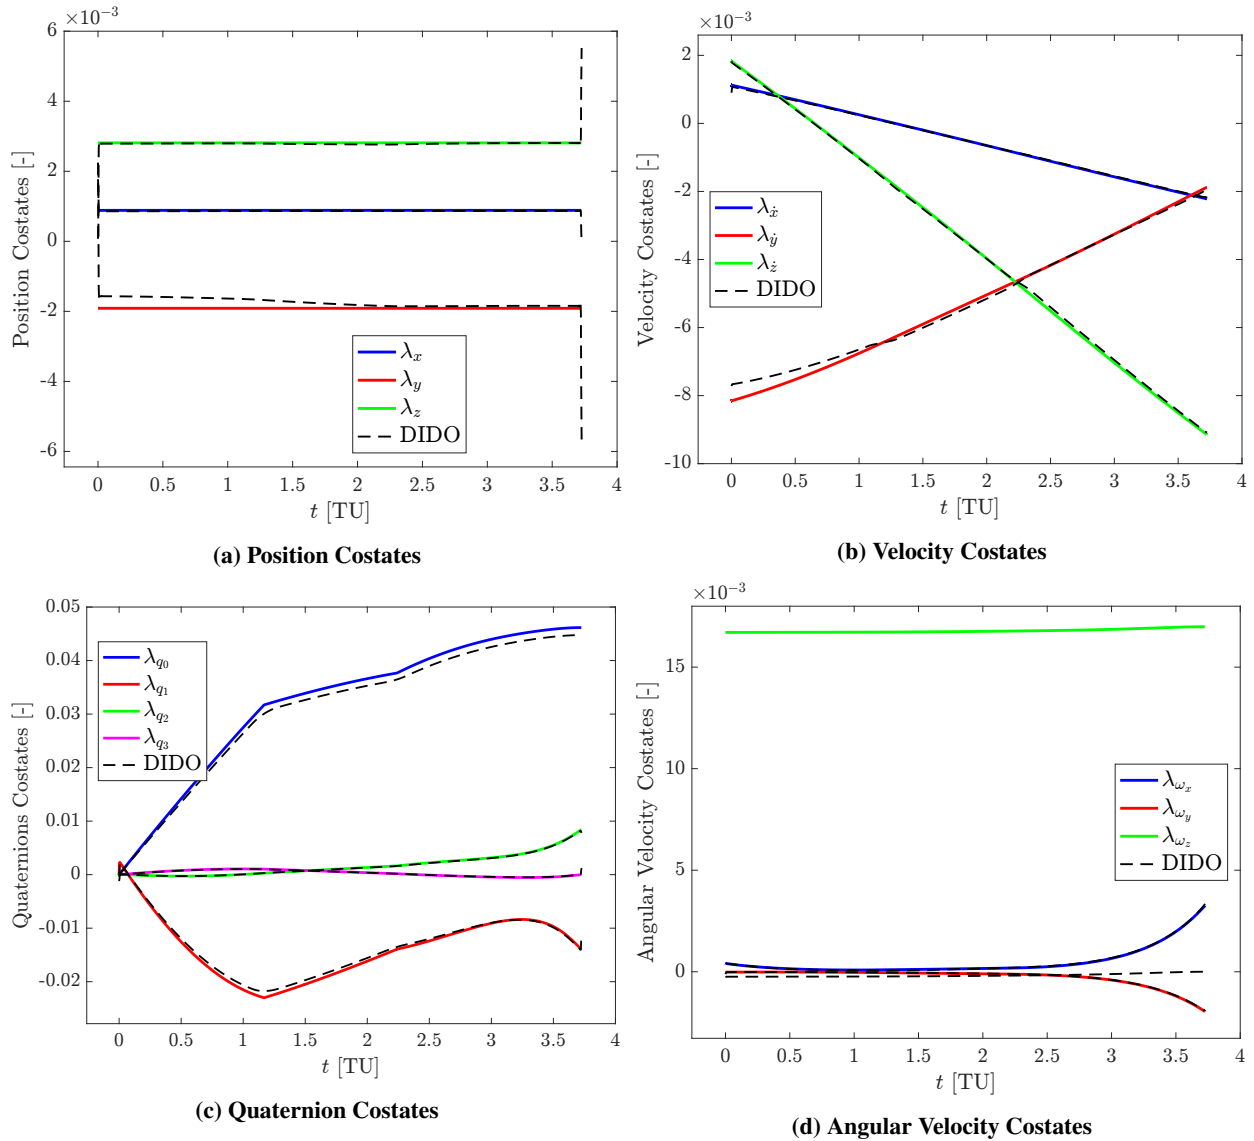 ×10⁻³
Position Costates [-]
6
4
2
0
-2
-4
-6
λx
λy
λz
DIDO
0 0.5 1 1.5 2 2.5 3 3.5 4
t [TU]
(a) Position Costates
×10⁻³
Velocity Costates [-]
2
0
-2
-4
-6
-8
-10
λẋ
λẏ
λż
DIDO
0 0.5 1 1.5 2 2.5 3 3.5 4
t [TU]
(b) Velocity Costates
Quaternions Costates [-]
0.05
0.04
0.03
0.02
0.01
0
-0.01
-0.02
λq₀
λq₁
λq₂
λq₃
DIDO
0 0.5 1 1.5 2 2.5 3 3.5 4
t [TU]
(c) Quaternion Costates
×10⁻³
Angular Velocity Costates [-]
15
10
5
0
λωx
λωy
λωz
DIDO
0 0.5 1 1.5 2 2.5 3 3.5 4
t [TU]
(d) Angular Velocity Costates